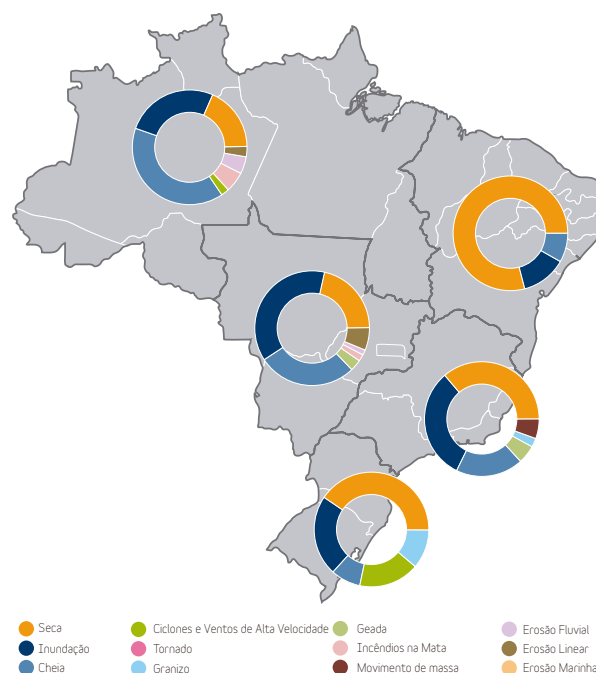 Seca
Inundação
Cheia
Ciclones e Ventos de Alta Velocidade
Tornado
Granizo
Geada
Incêndios na Mata
Movimento de massa
Erosão Fluvial
Erosão Linear
Erosão Marinha